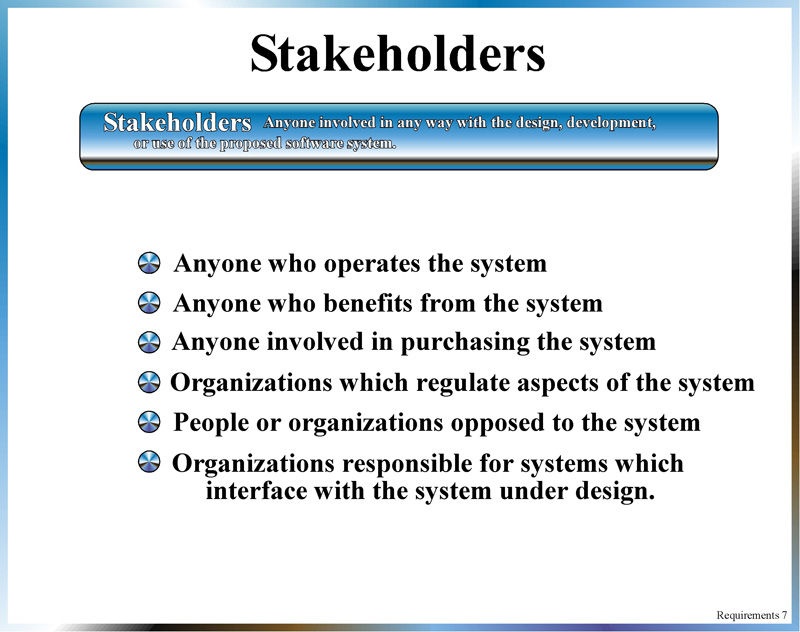 Stakeholders
Stakeholders Anyone involved in any way with the design, development,
or use of the proposed software system.
Anyone who operates the system
Anyone who benefits from the system
Anyone involved in purchasing the system
Organizations which regulate aspects of the system
People or organizations opposed to the system
Organizations responsible for systems which
interface with the system under design.
Requirements 7